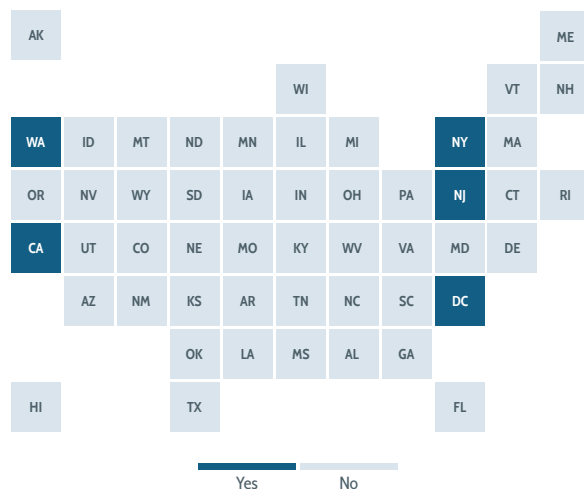 AK ME
WI VT NH
WA ID MT ND MN IL MI NY MA
OR NV WY SD IA IN OH PA NJ CT RI
CA UT CO NE MO KY WV VA MD DE
AZ NM KS AR TN NC SC DC
OK LA MS AL GA
HI TX FL
Yes No